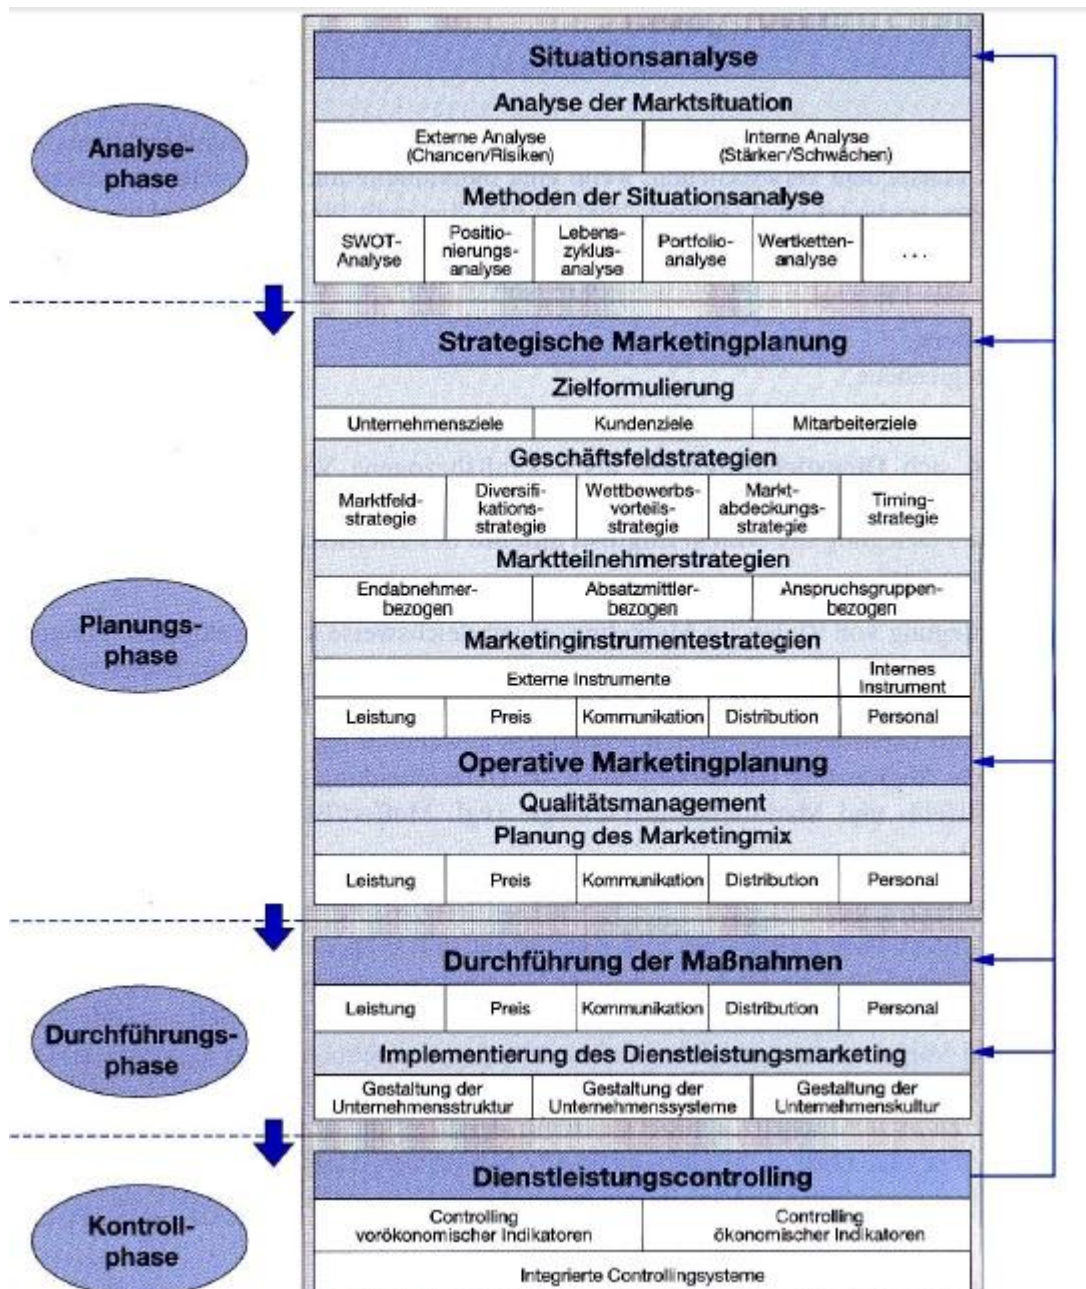 Situationsanalyse
Analyse der Marktsituation
Analyse-
phase
Externe Analyse
(Chancen/Risiken)
Interne Analyse
(Stärken/Schwächen)
Methoden der Situationsanalyse
SWOT-
Analyse
Positio-
nierungs-
analyse
Lebens-
zyklus-
analyse
Portfolio-
analyse
Wertketten-
analyse
...
Strategische Marketingplanung
Zielformulierung
Unternehmensziele
Kundenziele
Mitarbeiterziele
Geschäftsfeldstrategien
Marktfeld-
strategie
Diversifi-
kations-
strategie
Wettbewerbs-
vorteils-
strategie
Markt-
abdeckungs-
strategie
Timing-
strategie
Marktteilnehmerstrategien
Endabnehmer-
bezogen
Absatzmittler-
bezogen
Anspruchsgruppen-
bezogen
Planungs-
phase
Marketinginstrumentestrategien
Externe Instrumente
Internes
Instrument
Leistung
Preis
Kommunikation
Distribution
Personal
Operative Marketingplanung
Qualitätsmanagement
Planung des Marketingmix
Leistung
Preis
Kommunikation
Distribution
Personal
Durchführung der Maßnahmen
Leistung
Preis
Kommunikation
Distribution
Personal
Durchführungs-
phase
Implementierung des Dienstleistungsmarketing
Gestaltung der
Unternehmensstruktur
Gestaltung der
Unternehmenssysteme
Gestaltung der
Unternehmenskultur
Dienstleistungscontrolling
Kontroll-
phase
Controlling
vorökonomischer Indikatoren
Controlling
ökonomischer Indikatoren
Integrierte Controllingsysteme